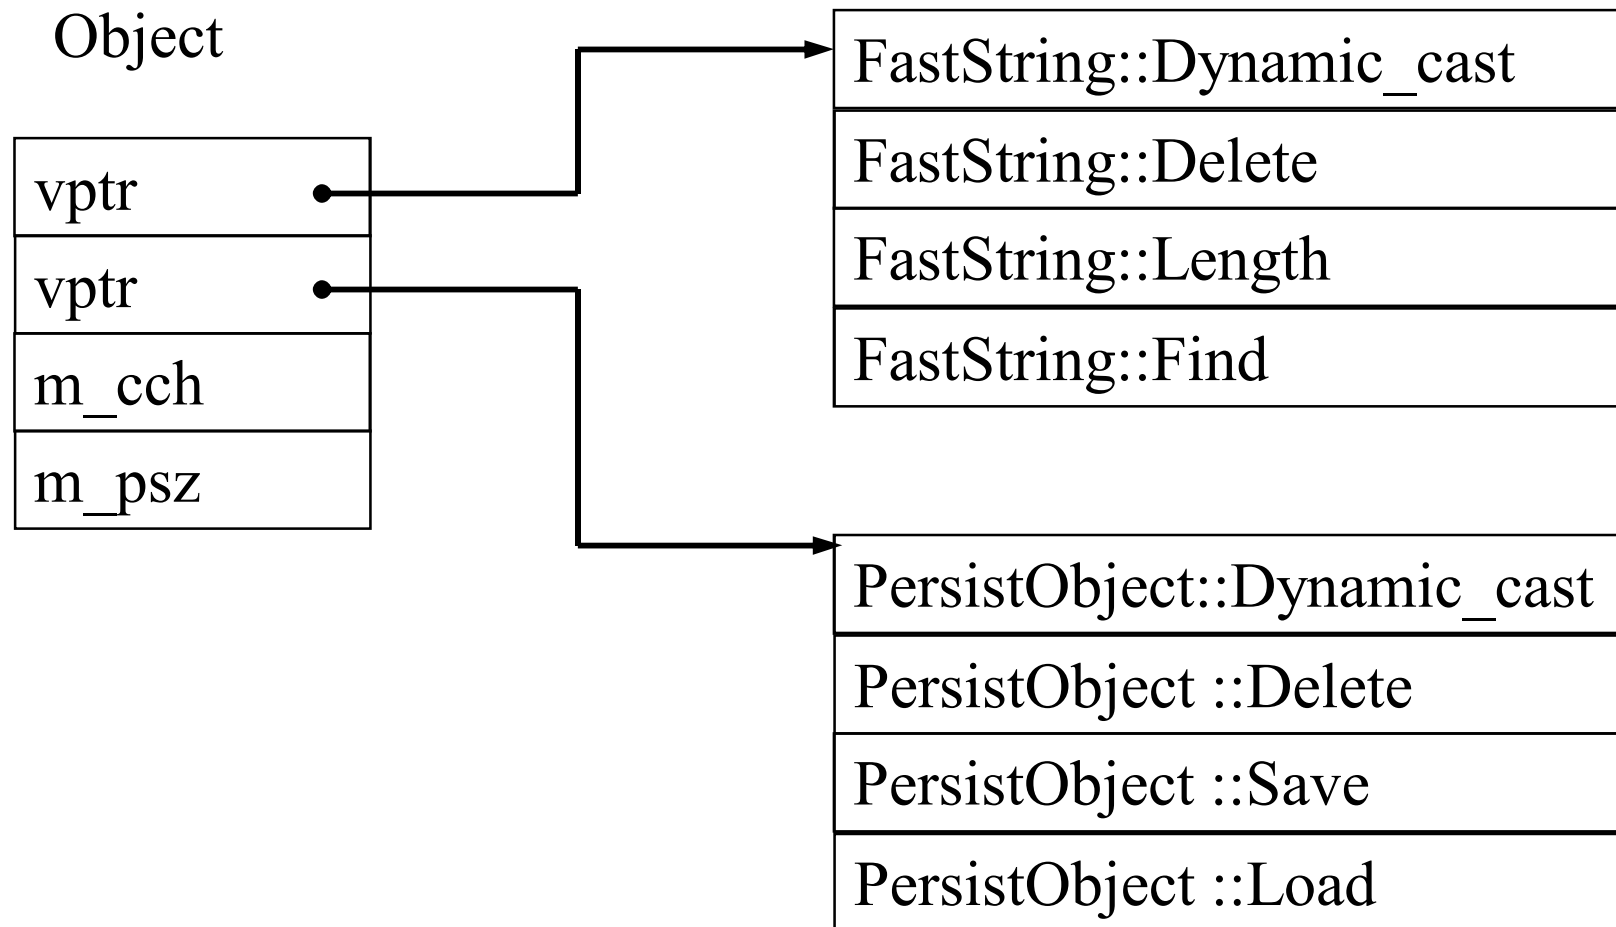 Object
vptr
vptr
m_cch
m_psz
FastString::Dynamic_cast
FastString::Delete
FastString::Length
FastString::Find
PersistObject::Dynamic_cast
PersistObject ::Delete
PersistObject ::Save
PersistObject ::Load